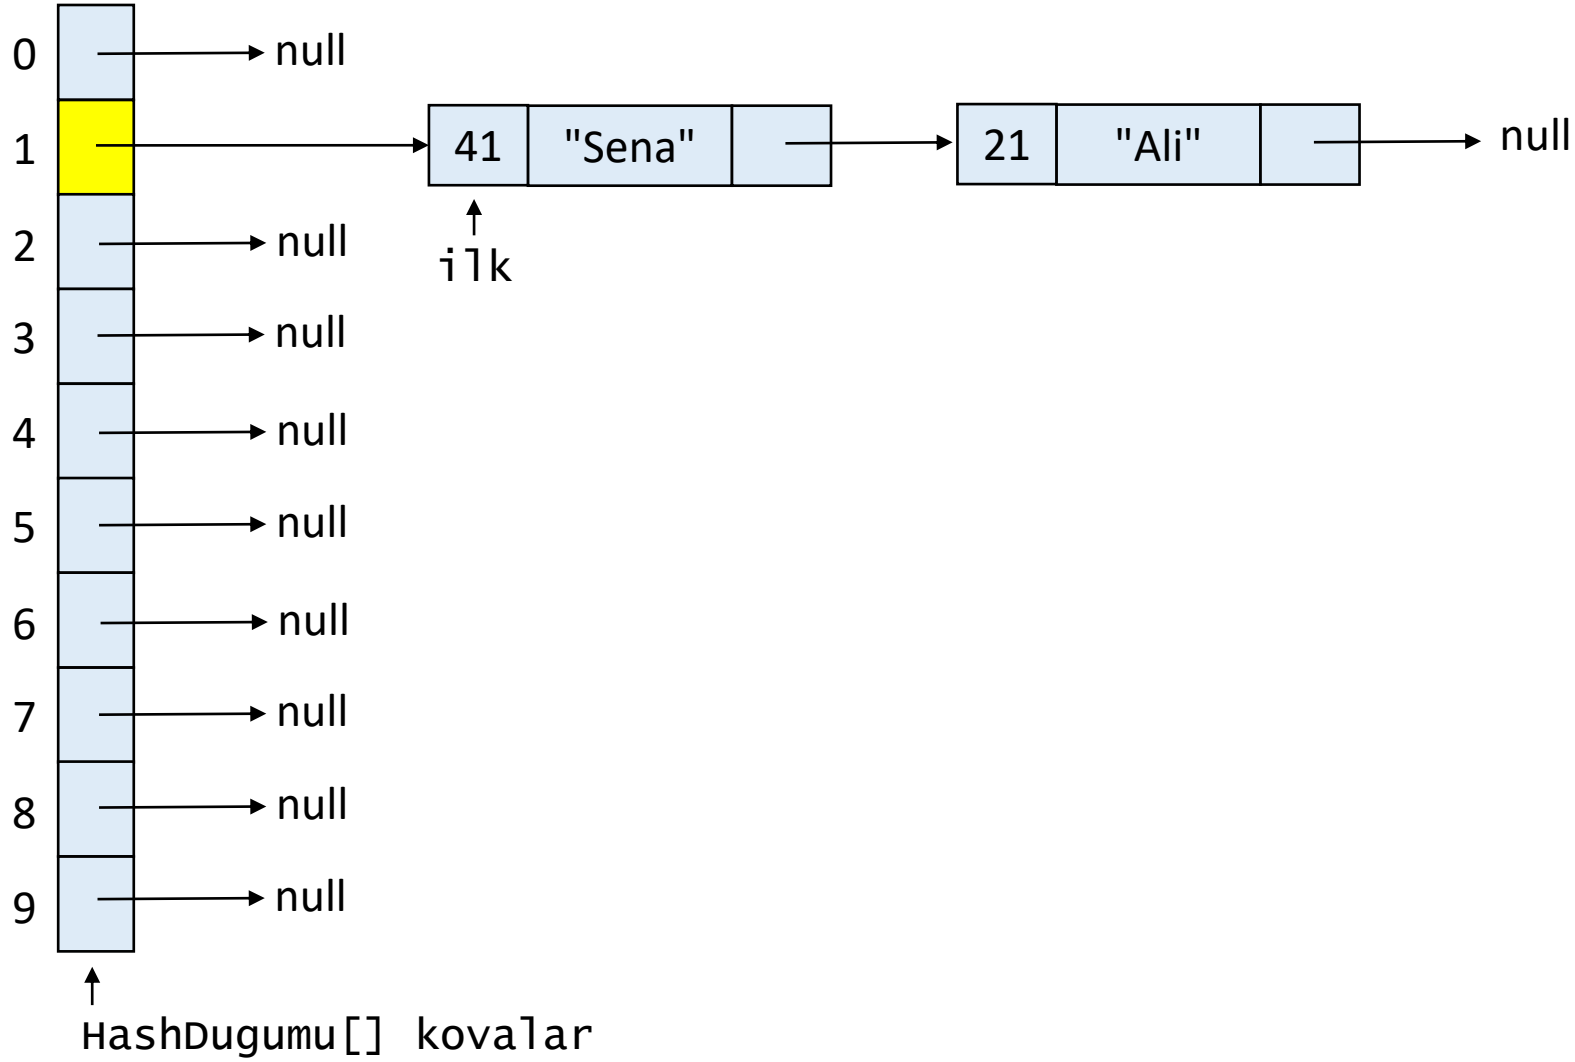 0 null
1 41 "Sena" 21 "Ali" null
2 null
ilk
3 null
4 null
5 null
6 null
7 null
8 null
9 null
HashDugumu[] kovalar